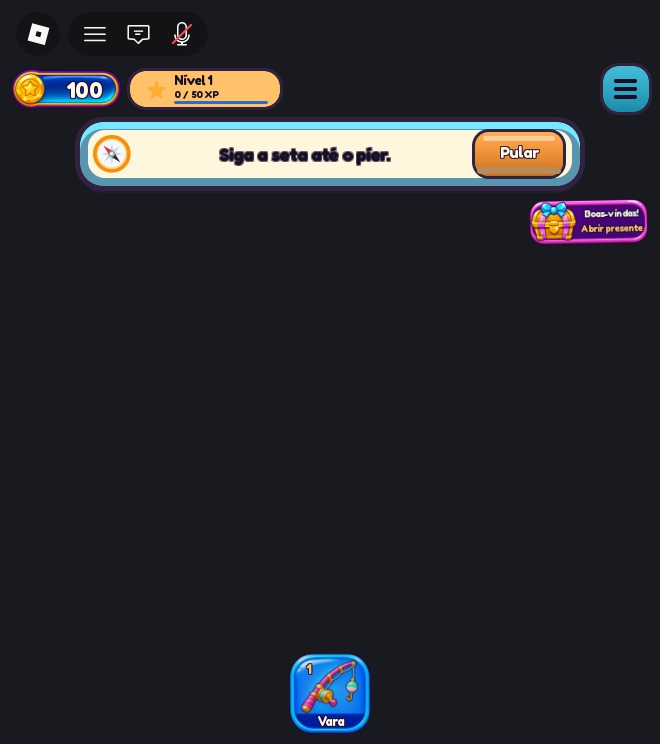 100
Nível 1
0 / 50 XP
Siga a seta até o píer.
Pular
Boas-vindas!
Abrir presente
1
Vara